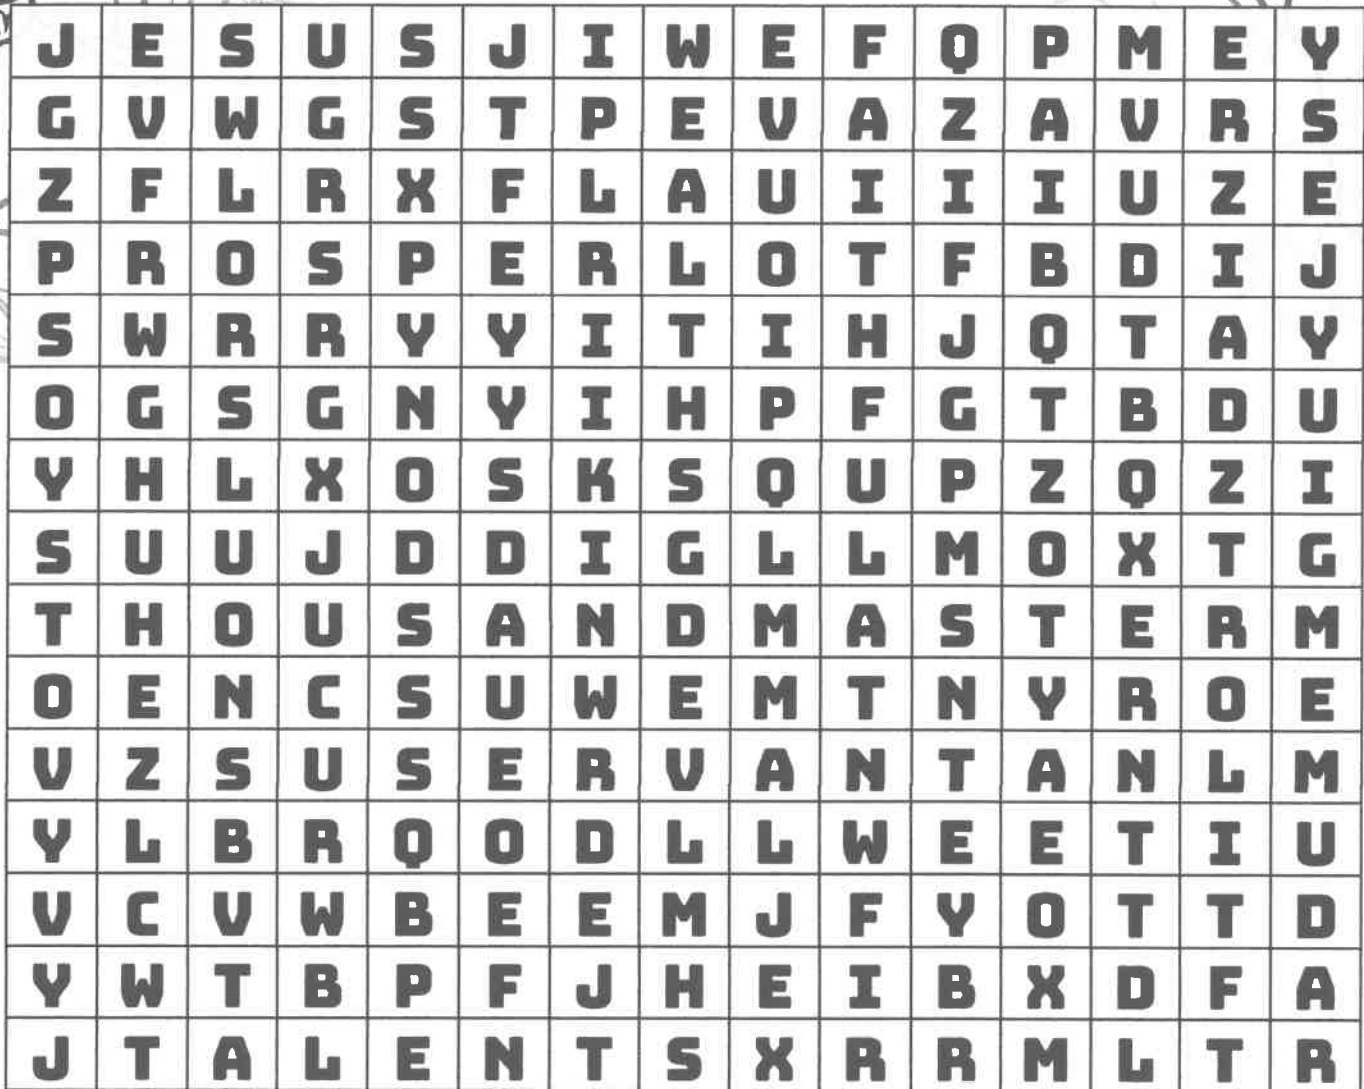 J E S U S J I W E F Q P M E Y
G V W G S T P E V A Z A V R S
Z F L R X F L A U I I I U Z E
P R O S P E R L O T F B D I J
S W R R Y Y I T I H J Q T A Y
O G S G N Y I H P F G T B D U
Y H L X O S K S Q U P Z Q Z I
S U U J D D I G L L M O X T G
T H O U S A N D M A S T E R M
O E N C S U W E M T N Y R O E
V Z S U S E R V A N T A N L M
Y L B R Q O D L L W E E T I U
V C V W B E E M J F Y O T T D
Y W T B P F J H E I B X D F A
J T A L E N T S X R R M L T R